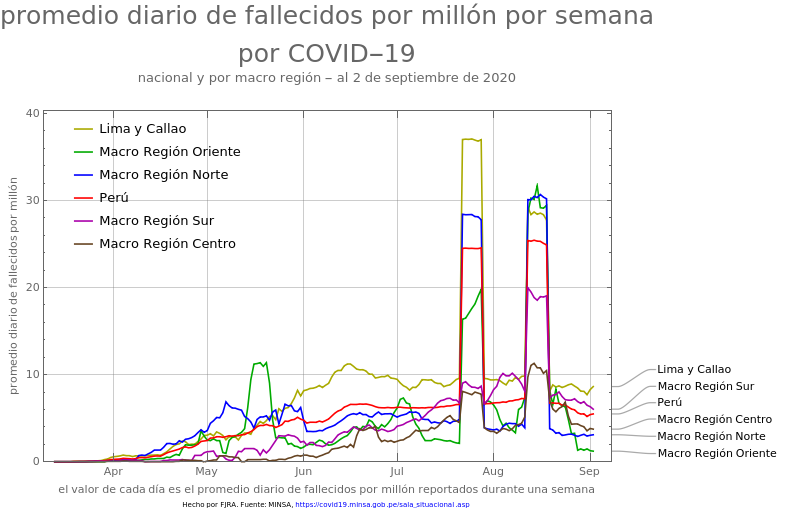 promedio diario de fallecidos por millón por semana
por COVID−19
nacional y por macro región − al 2 de septiembre de 2020
promedio diario de fallecidos por millón
40
30
20
10
0
Lima y Callao
Macro Región Oriente
Macro Región Norte
Perú
Macro Región Sur
Macro Región Centro
Apr May Jun Jul Aug Sep
Lima y Callao
Macro Región Sur
Perú
Macro Región Centro
Macro Región Norte
Macro Región Oriente
el valor de cada día es el promedio diario de fallecidos por millón reportados durante una semana
Hecho por FJRA. Fuente: MINSA, https://covid19.minsa.gob.pe/sala_situacional.asp